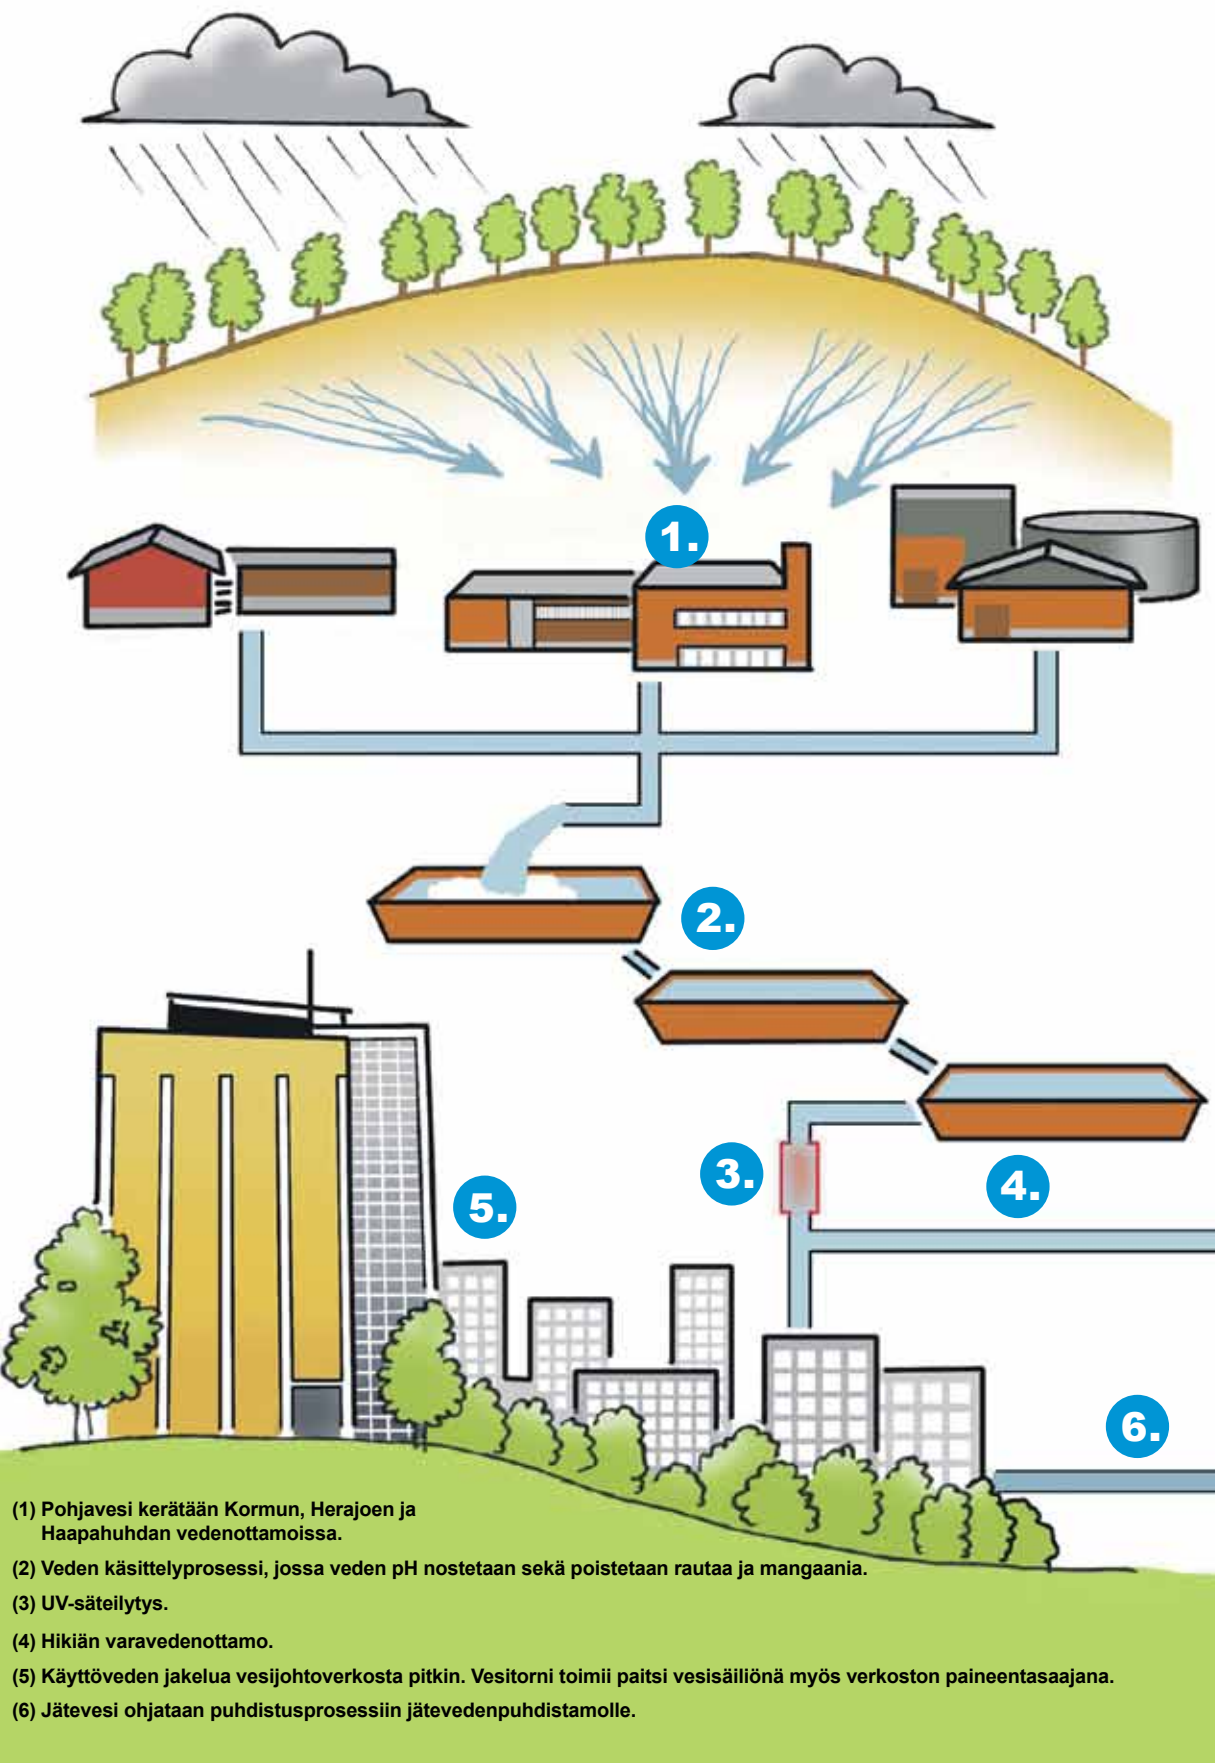 1.
2.
3.
4.
5.
6.
(1) Pohjavesi kerätään Kormun, Herajoen ja
Haapahuhdan vedenottamoissa.
(2) Veden käsittelyprosessi, jossa veden pH nostetaan sekä poistetaan rautaa ja mangaania.
(3) UV-säteilytys.
(4) Hikiän varavedenottamo.
(5) Käyttöveden jakelua vesijohtoverkosta pitkin. Vesitorni toimii paitsi vesisäiliönä myös verkoston paineentasaajana.
(6) Jätevesi ohjataan puhdistusprosessiin jätevedenpuhdistamolle.